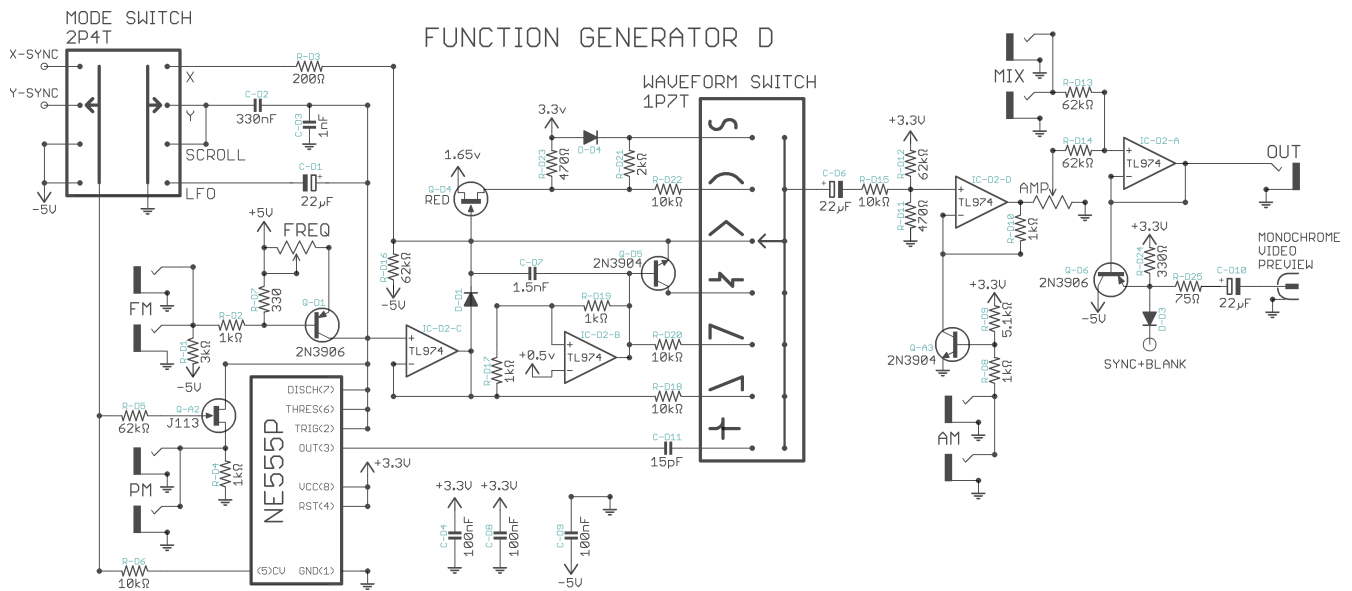 MODE SWITCH
2P4T
FUNCTION GENERATOR D
X-SYNC
Y-SYNC
X
Y
SCROLL
LFO
-5V
R-D3
200Ω
C-D2
330nF
C-D3
1nF
C-D1
+
22µF
WAVEFORM SWITCH
1P7T
3.3v
D-D4
R-D23
470Ω
R-D21
2kΩ
R-D22
10kΩ
1.65v
Q-D4
RED
+5V
FREQ
R-D7
330
Q-D1
2N3906
FM
R-D2
1kΩ
R-D1
3kΩ
-5V
R-D16
62kΩ
-5V
D-D1
C-D7
1.5nF
Q-D5
2N3904
IC-D2-C
+
TL974
-
R-D19
1kΩ
R-D17
1kΩ
IC-D2-B
+
TL974
-
+0.5v
R-D20
10kΩ
R-D18
10kΩ
R-D5
62kΩ
Q-A2
J113
PM
R-D4
1kΩ
R-D6
10kΩ
NE555P
DISCH(7)
THRES(6)
TRIG(2)
OUT(3)
VCC(8)
RST(4)
(5)CV
GND(1)
+3.3V
C-D11
15pF
+3.3V
C-D4
100nF
+3.3V
C-D8
100nF
C-D9
100nF
-5V
+
C-D6
22µF
R-D15
10kΩ
+3.3V
R-D12
62kΩ
R-D11
470Ω
IC-D2-D
+
TL974
-
R-D10
1kΩ
AMP
MIX
R-D13
62kΩ
R-D14
62kΩ
IC-D2-A
+
TL974
-
OUT
+3.3V
R-D9
5.1kΩ
Q-A3
2N3904
R-D8
1kΩ
AM
Q-D6
2N3906
-5V
+3.3V
R-D24
330Ω
R-D25
75Ω
C-D10
+
22µF
D-D3
SYNC+BLANK
MONOCHROME
VIDEO
PREVIEW